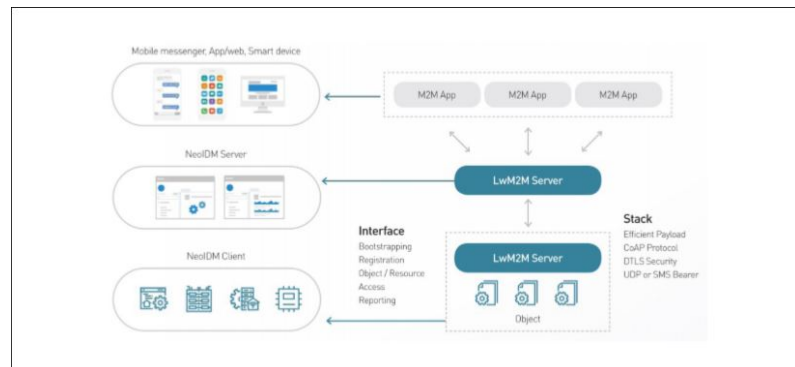 Mobile messenger, App/web, Smart device
M2M App
M2M App
M2M App
NeoIDM Server
LwM2M Server
Interface
Bootstrapping
Registration
Object / Resource
Access
Reporting
Stack
Efficient Payload
CoAP Protocol
DTLS Security
UDP or SMS Bearer
LwM2M Server
NeoIDM Client
Object